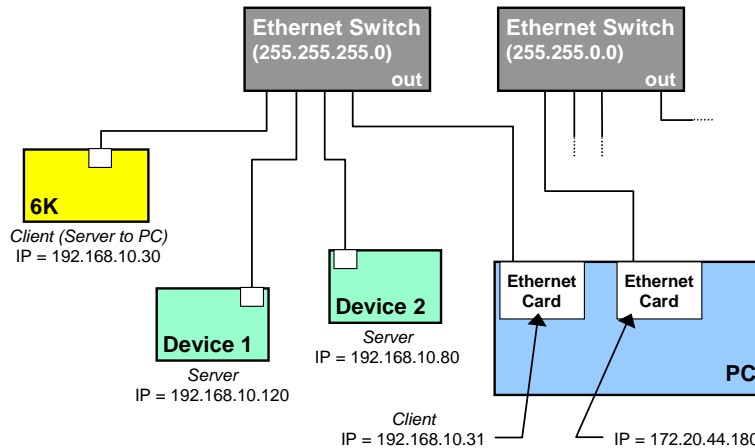 Ethernet Switch
(255.255.255.0)
out
Ethernet Switch
(255.255.0.0)
out
6K
Client (Server to PC)
IP = 192.168.10.30
Device 1
Server
IP = 192.168.10.120
Device 2
Server
IP = 192.168.10.80
Ethernet
Card
Ethernet
Card
PC
Client
IP = 192.168.10.31
IP = 172.20.44.180